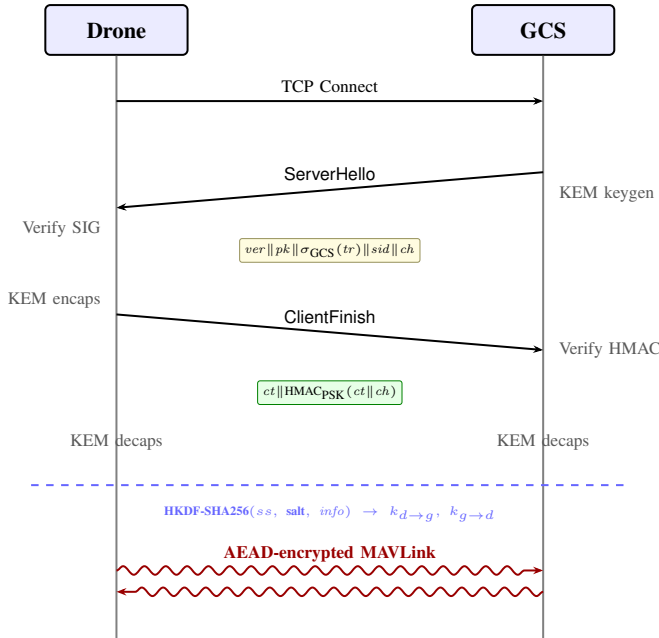 Drone GCS
TCP Connect
ServerHello
KEM keygen
Verify SIG
ver∥pk∥σGCS(tr)∥sid∥ch
KEM encaps
ClientFinish
Verify HMAC
ct∥HMACPSK(ct∥ch)
KEM decaps KEM decaps
HKDF-SHA256(ss, salt, info) → kd→g, kg→d
AEAD-encrypted MAVLink